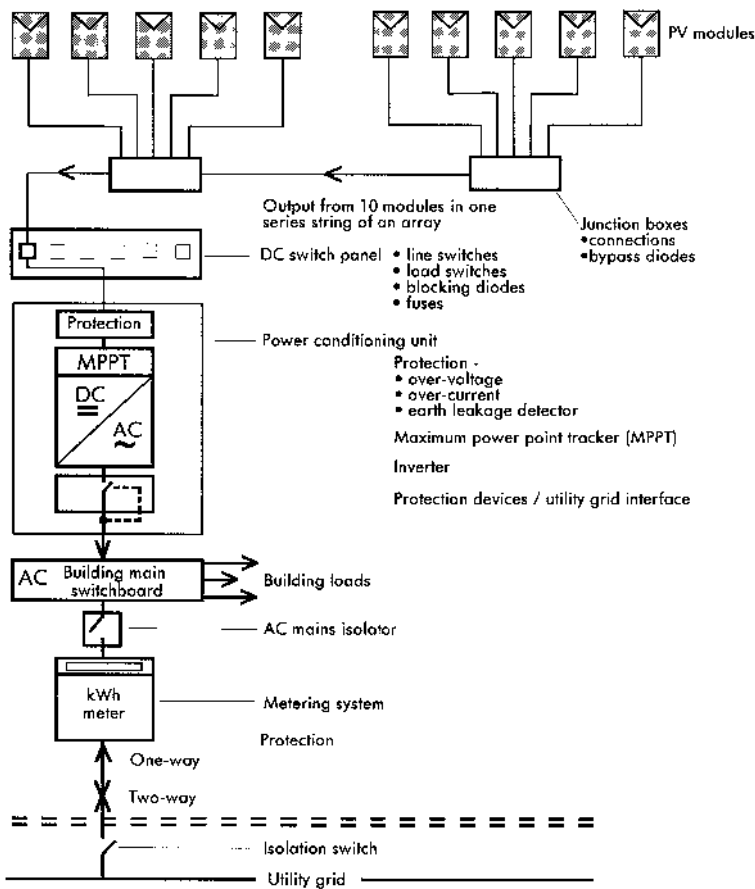 PV modules
Output from 10 modules in one
series string of an array
Junction boxes
•connections
•bypass diodes
DC switch panel
• line switches
• load switches
• blocking diodes
• fuses
Protection
MPPT
DC
AC
Power conditioning unit
Protection -
• over-voltage
• over-current
• earth leakage detector
Maximum power point tracker (MPPT)
Inverter
Protection devices / utility grid interface
AC
Building main
switchboard
Building loads
AC mains isolator
kWh
meter
Metering system
Protection
One-way
Two-way
Isolation switch
Utility grid